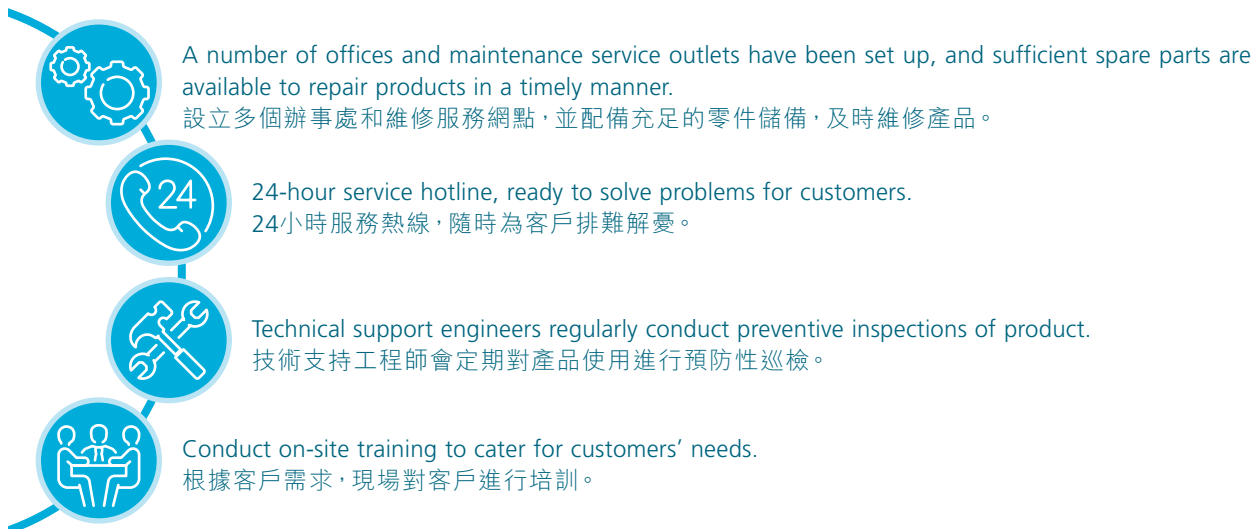 A number of offices and maintenance service outlets have been set up, and sufficient spare parts are
available to repair products in a timely manner.
設立多個辦事處和維修服務網點，並配備充足的零件儲備，及時維修產品。
24
24-hour service hotline, ready to solve problems for customers.
24小時服務熱線，隨時為客戶排難解憂。
Technical support engineers regularly conduct preventive inspections of product.
技術支持工程師會定期對產品使用進行預防性巡檢。
Conduct on-site training to cater for customers’ needs.
根據客戶需求，現場對客戶進行培訓。